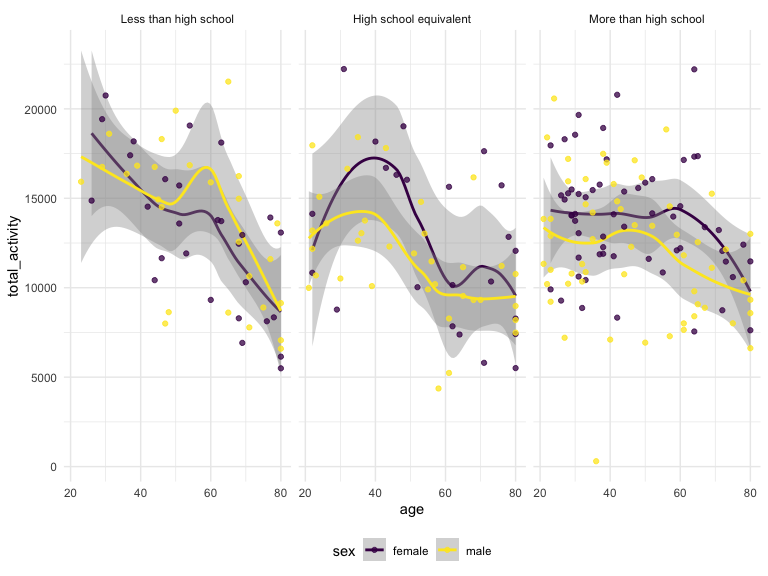 Less than high school High school equivalent More than high school
total_activity
20000
15000
10000
5000
0
20 40 60 80 20 40 60 80 20 40 60 80
age
sex female male